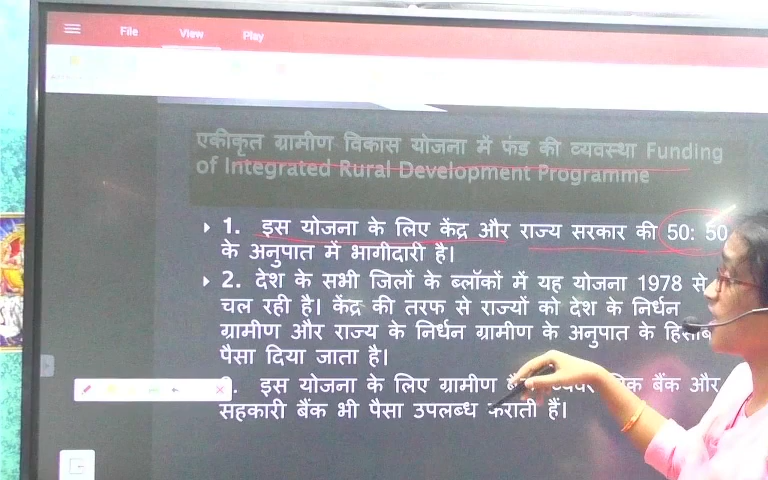 File View Play
एकीकृत ग्रामीण विकास योजना में फंड की व्यवस्था Funding
of Integrated Rural Development Programme
1. इस योजना के लिए केंद्र और राज्य सरकार की 50: 50
के अनुपात में भागीदारी है।
2. देश के सभी जिलों के ब्लॉकों में यह योजना 1978 से
चल रही है। केंद्र की तरफ से राज्यों को देश के निर्धन
ग्रामीण और राज्य के निर्धन ग्रामीण के अनुपात के
पैसा दिया जाता है।
इस योजना के लिए ग्रामीण बैंक और
सहकारी बैंक भी पैसा उपलब्ध कराती हैं।